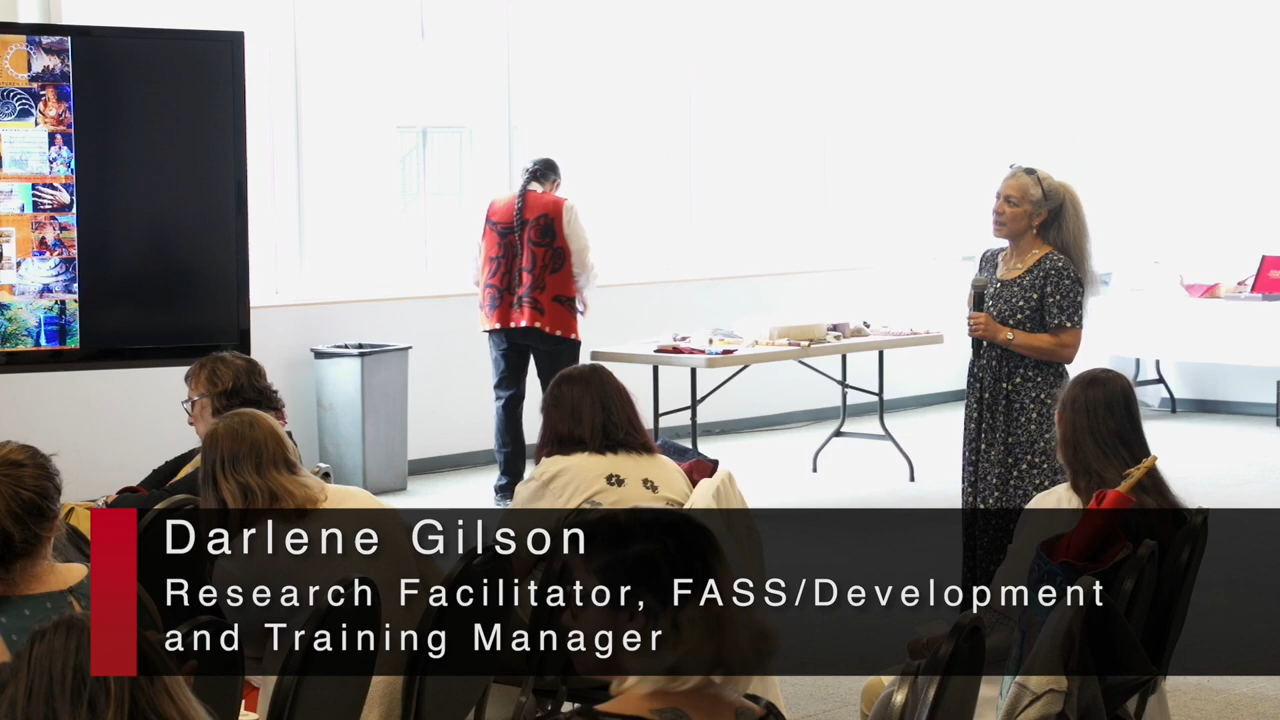 Darlene Gilson
Research Facilitator, FASS/Development
and Training Manager